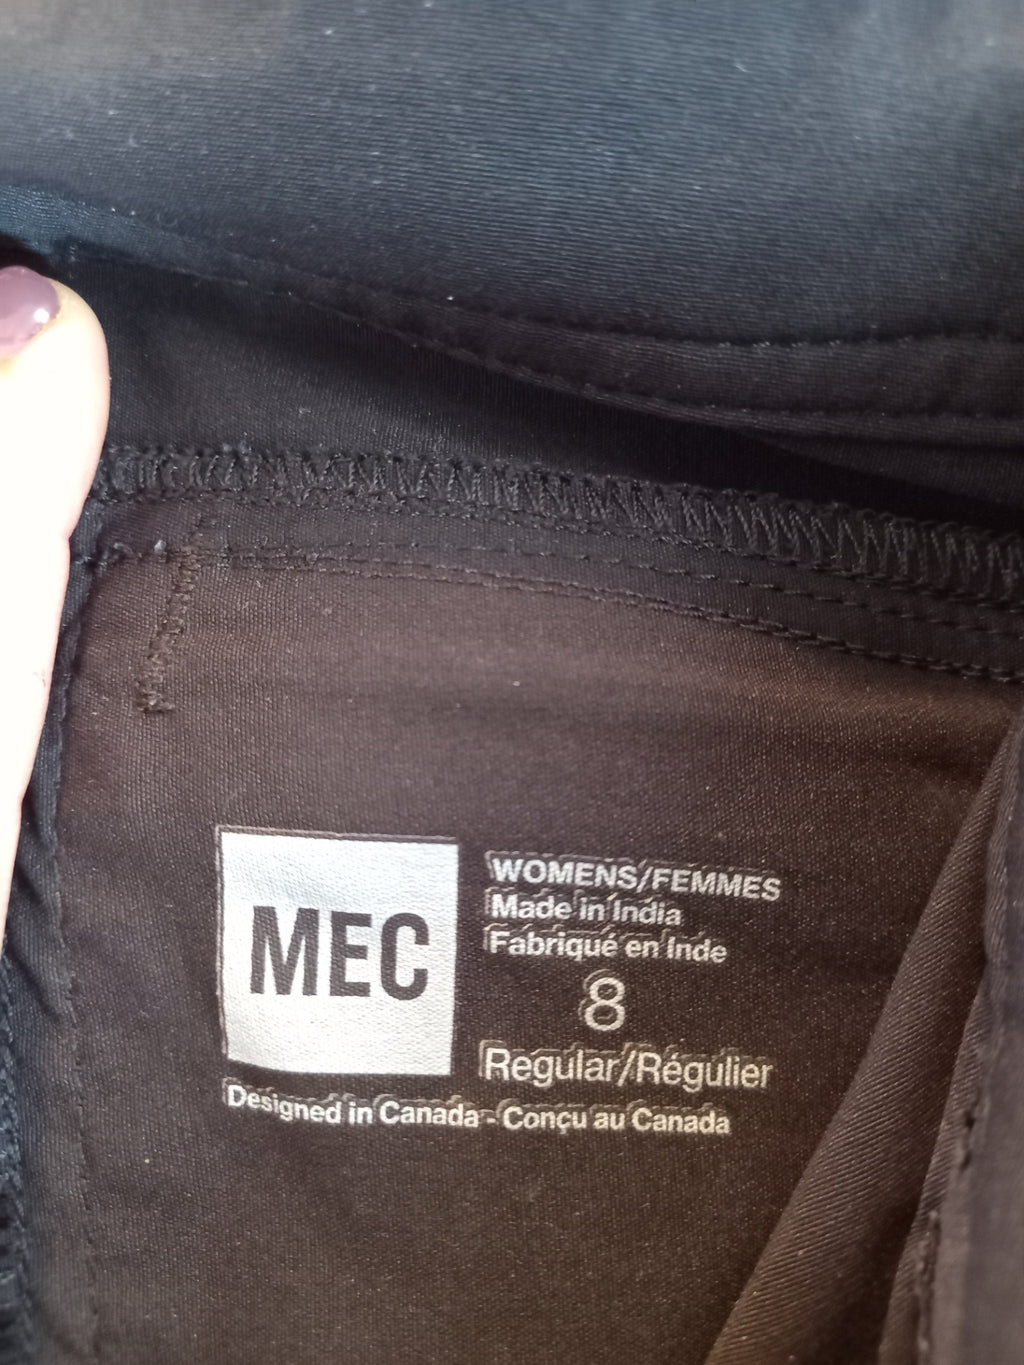 MEC
WOMENS/FEMMES
Made in India
Fabriqué en Inde
8
Regular/Régulier
Designed in Canada - Conçu au Canada